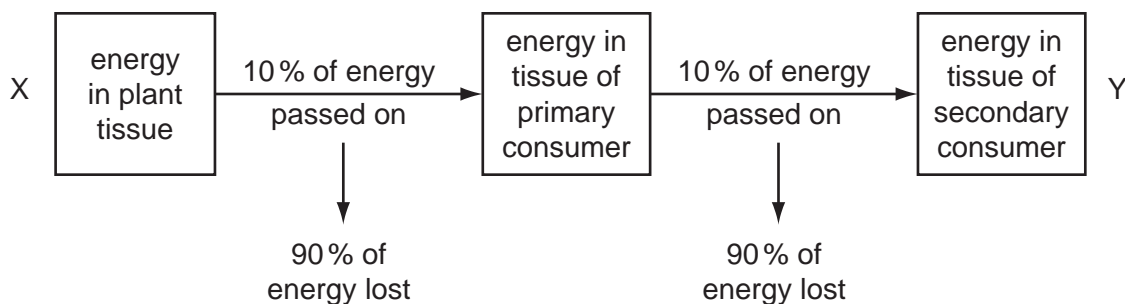 X
energy
in plant
tissue
10% of energy
passed on
90% of
energy lost
energy in
tissue of
primary
consumer
10% of energy
passed on
90% of
energy lost
energy in
tissue of
secondary
consumer
Y